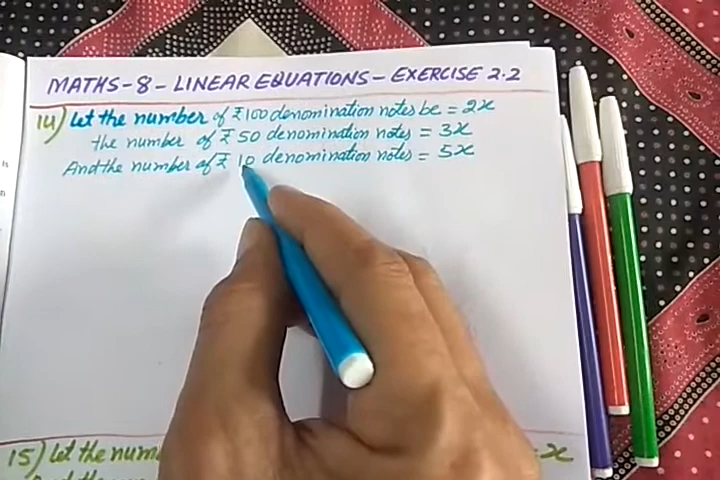 MATHS-8-LINEAR EQUATIONS-EXERCISE 2.2
14) Let the number of ₹100 denomination notes be = 2x
the number of ₹ 50 denomination notes = 3x
And the number of ₹ 10 denomination notes = 5x
15) Let the x